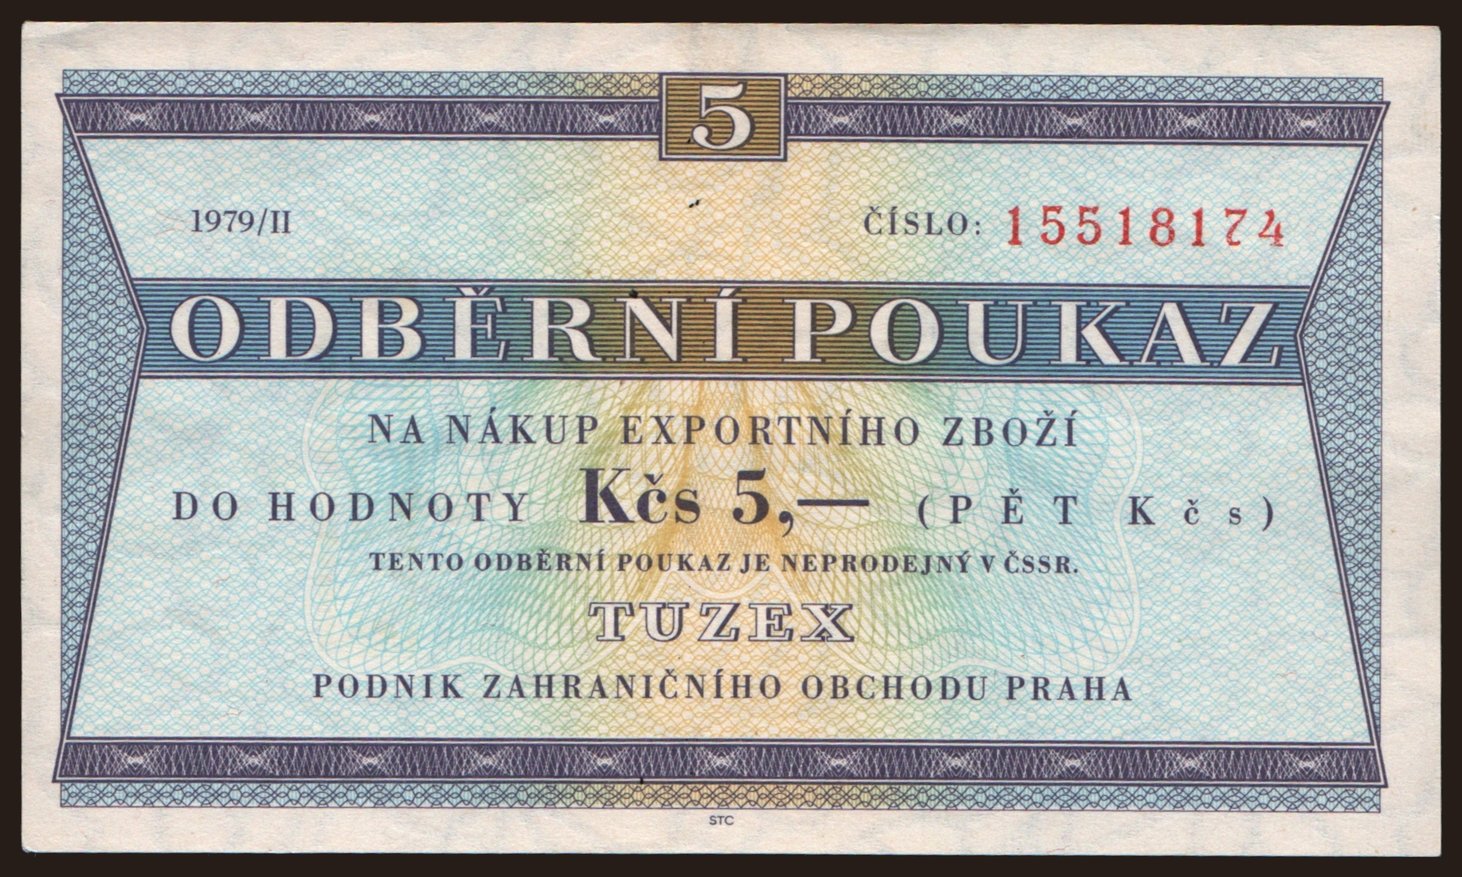 5
1979/II ČÍSLO: 15518174
ODBĚRNÍ POUKAZ
NA NÁKUP EXPORTNÍHO ZBOŽÍ
DO HODNOTY Kčs 5,— (PĚT Kčs)
TENTO ODBĚRNÍ POUKAZ JE NEPRODEJNÝ V ČSSR.
TUZEX
PODNIK ZAHRANIČNÍHO OBCHODU PRAHA
STC